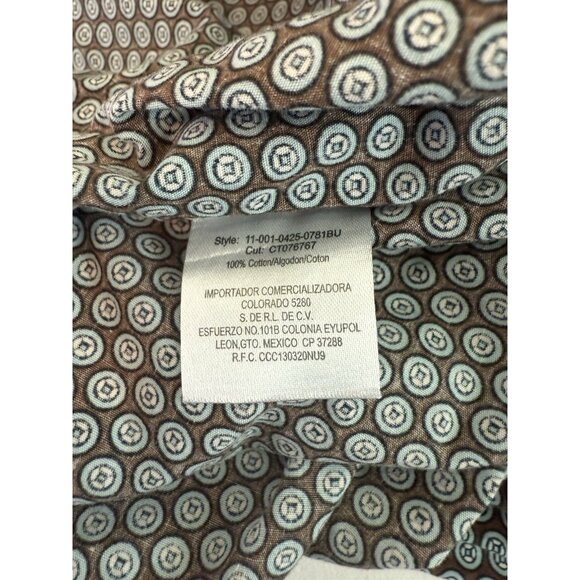 Style: 11-001-0425-0781BU
Cut: CT076767
100% Cotton/Algodon/Coton
IMPORTADOR COMERCIALIZADORA
COLORADO 5280
S. DE R.L. DE C.V.
ESFUERZO NO.101B COLONIA EYUPOL
LEON,GTO. MEXICO CP 37288
R.F.C. CCC130320NU9